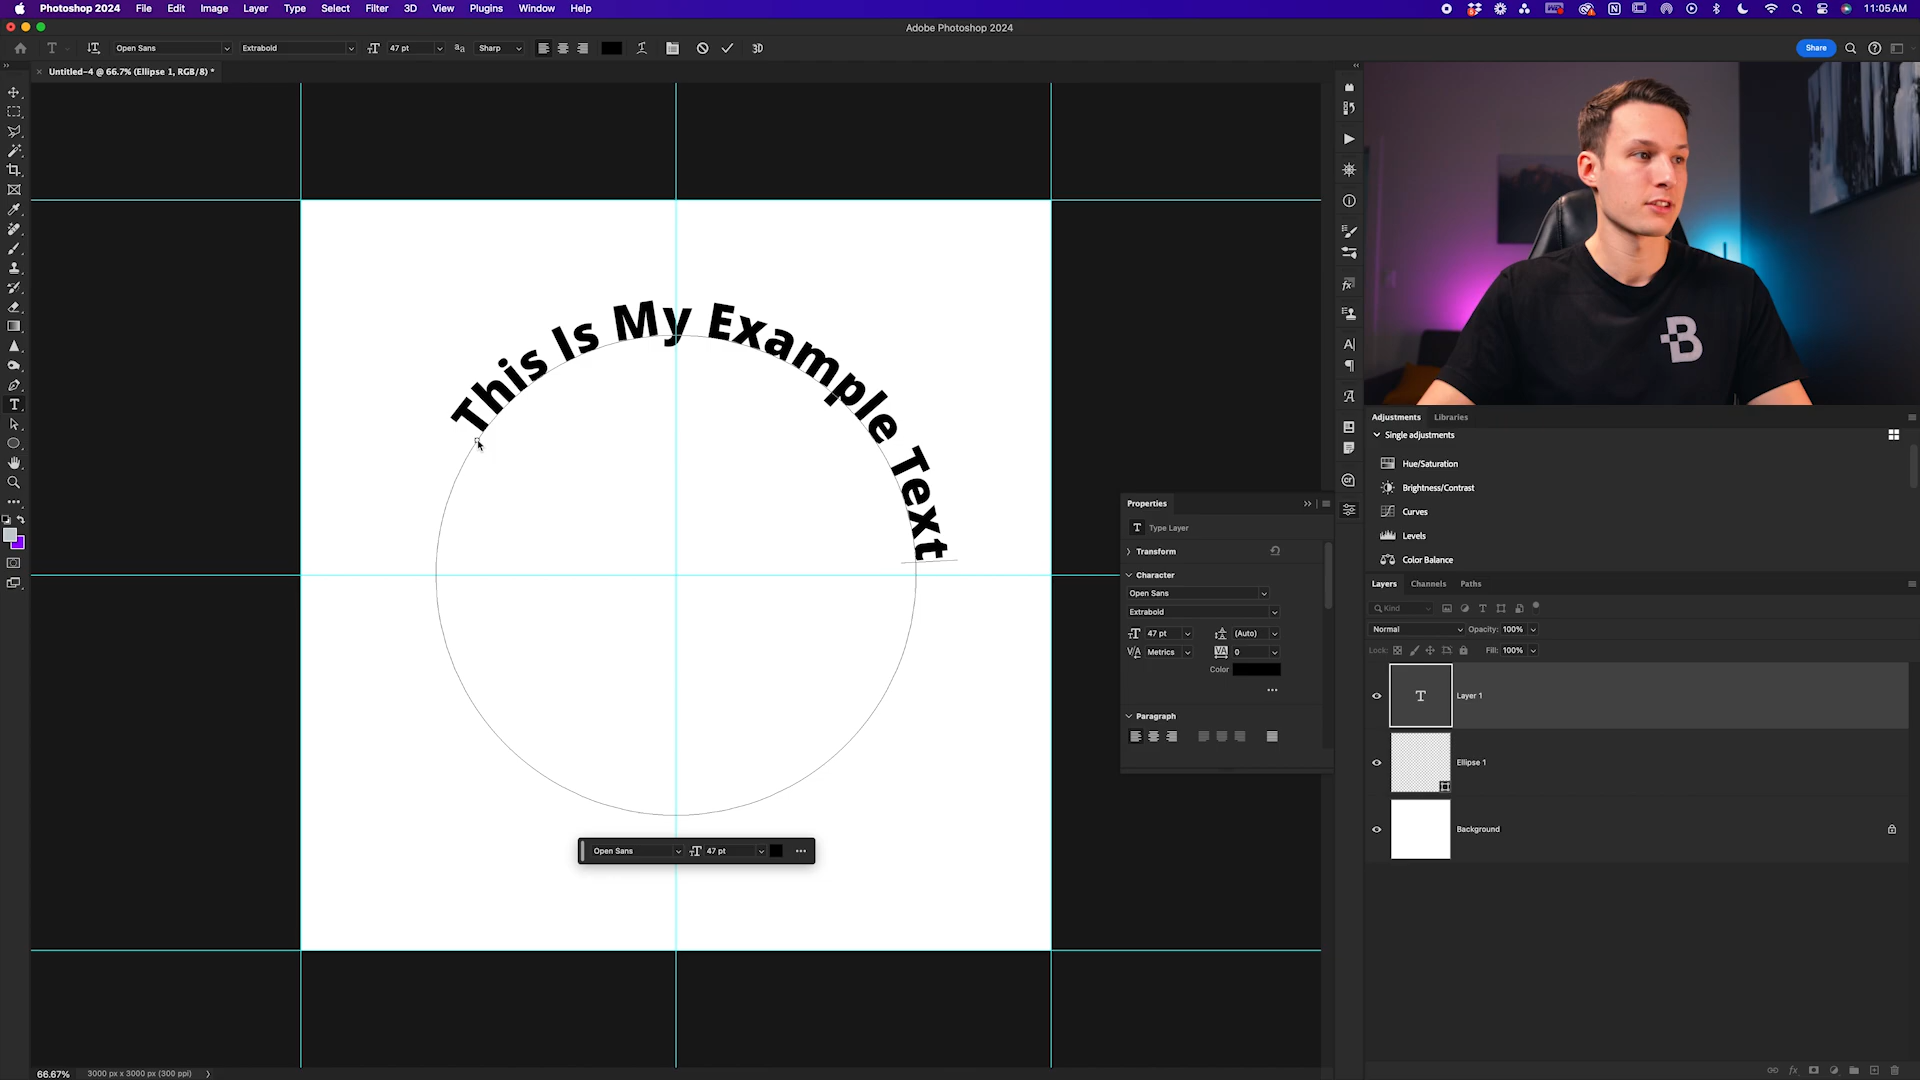 Photoshop 2024 File Edit Image Layer Type Select Filter 3D View Plugins Window Help 11:05 AM
Adobe Photoshop 2024
Open Sans Extrabold 47 pt Sharp 3D Share
Untitled-4 @ 66.7% (Ellipse 1, RGB/8) *
This Is My Example Text
Adjustments Libraries
Single adjustments
Hue/Saturation
Brightness/Contrast
Curves
Levels
Color Balance
Properties
Type Layer
Transform
Character
Open Sans
Extrabold
47 pt (Auto)
Metrics 0
Color
Paragraph
Layers Channels Paths
Kind
Normal Opacity: 100%
Lock: Fill: 100%
Layer 1
Ellipse 1
Background
Open Sans 47 pt
66.67% 3000 px x 3000 px (300 ppi)